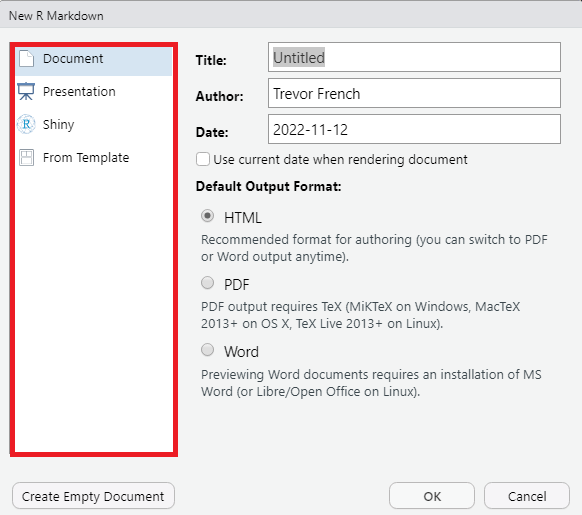 New R Markdown
Document
Presentation
Shiny
From Template
Title: Untitled
Author: Trevor French
Date: 2022-11-12
Use current date when rendering document
Default Output Format:
HTML
Recommended format for authoring (you can switch to PDF
or Word output anytime).
PDF
PDF output requires TeX (MiKTeX on Windows, MacTeX
2013+ on OS X, TeX Live 2013+ on Linux).
Word
Previewing Word documents requires an installation of MS
Word (or Libre/Open Office on Linux).
Create Empty Document OK Cancel